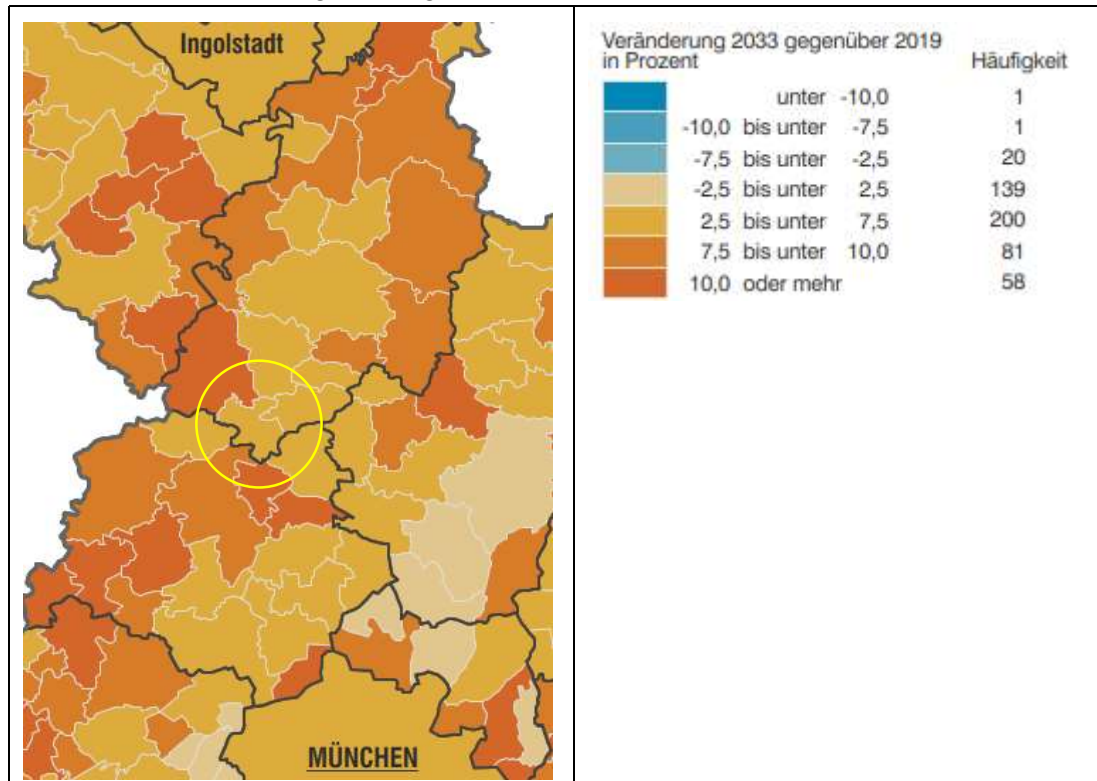 Ingolstadt
MÜNCHEN
Veränderung 2033 gegenüber 2019
in Prozent Häufigkeit
unter -10,0 1
-10,0 bis unter -7,5 1
-7,5 bis unter -2,5 20
-2,5 bis unter 2,5 139
2,5 bis unter 7,5 200
7,5 bis unter 10,0 81
10,0 oder mehr 58